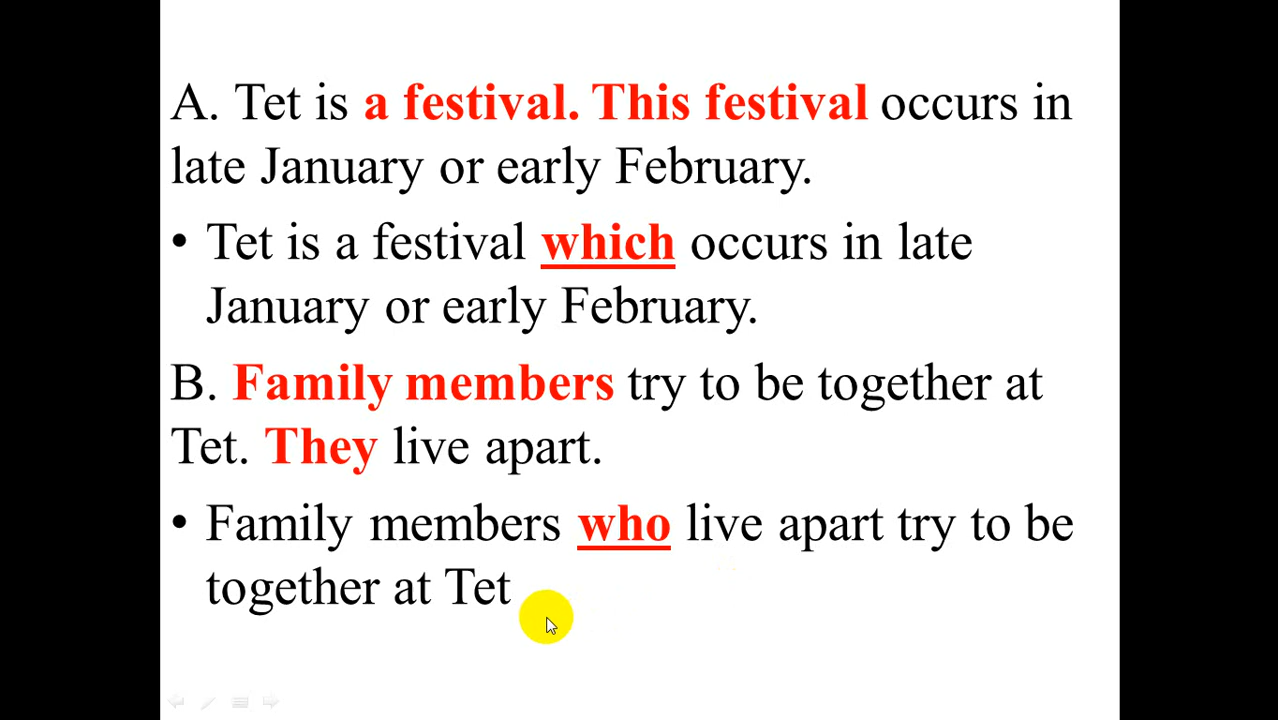 A. Tet is a festival. This festival occurs in
late January or early February.
• Tet is a festival which occurs in late
January or early February.
B. Family members try to be together at
Tet. They live apart.
• Family members who live apart try to be
together at Tet